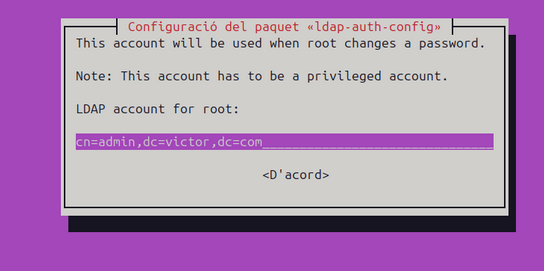 Configuració del paquet «ldap-auth-config»
This account will be used when root changes a password.
Note: This account has to be a privileged account.
LDAP account for root:
cn=admin,dc=victor,dc=com_______________________________
<D'acord>